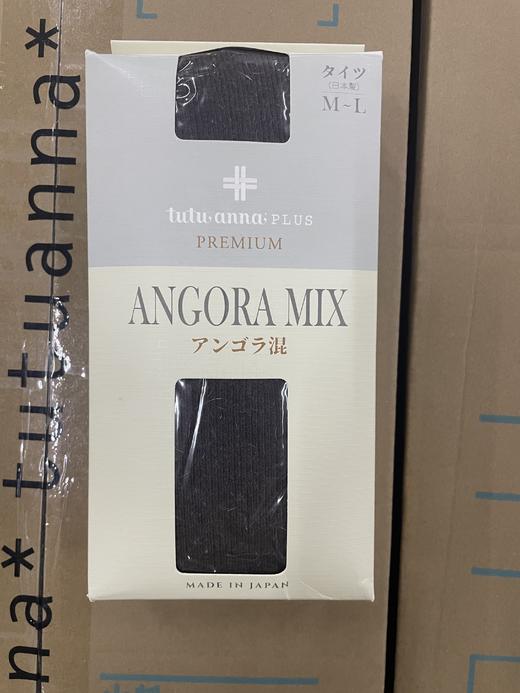 タイツ
(日本製)
M~L
tutu anna PLUS
PREMIUM
ANGORA MIX
アンゴラ混
MADE IN JAPAN
na* tutuanna*